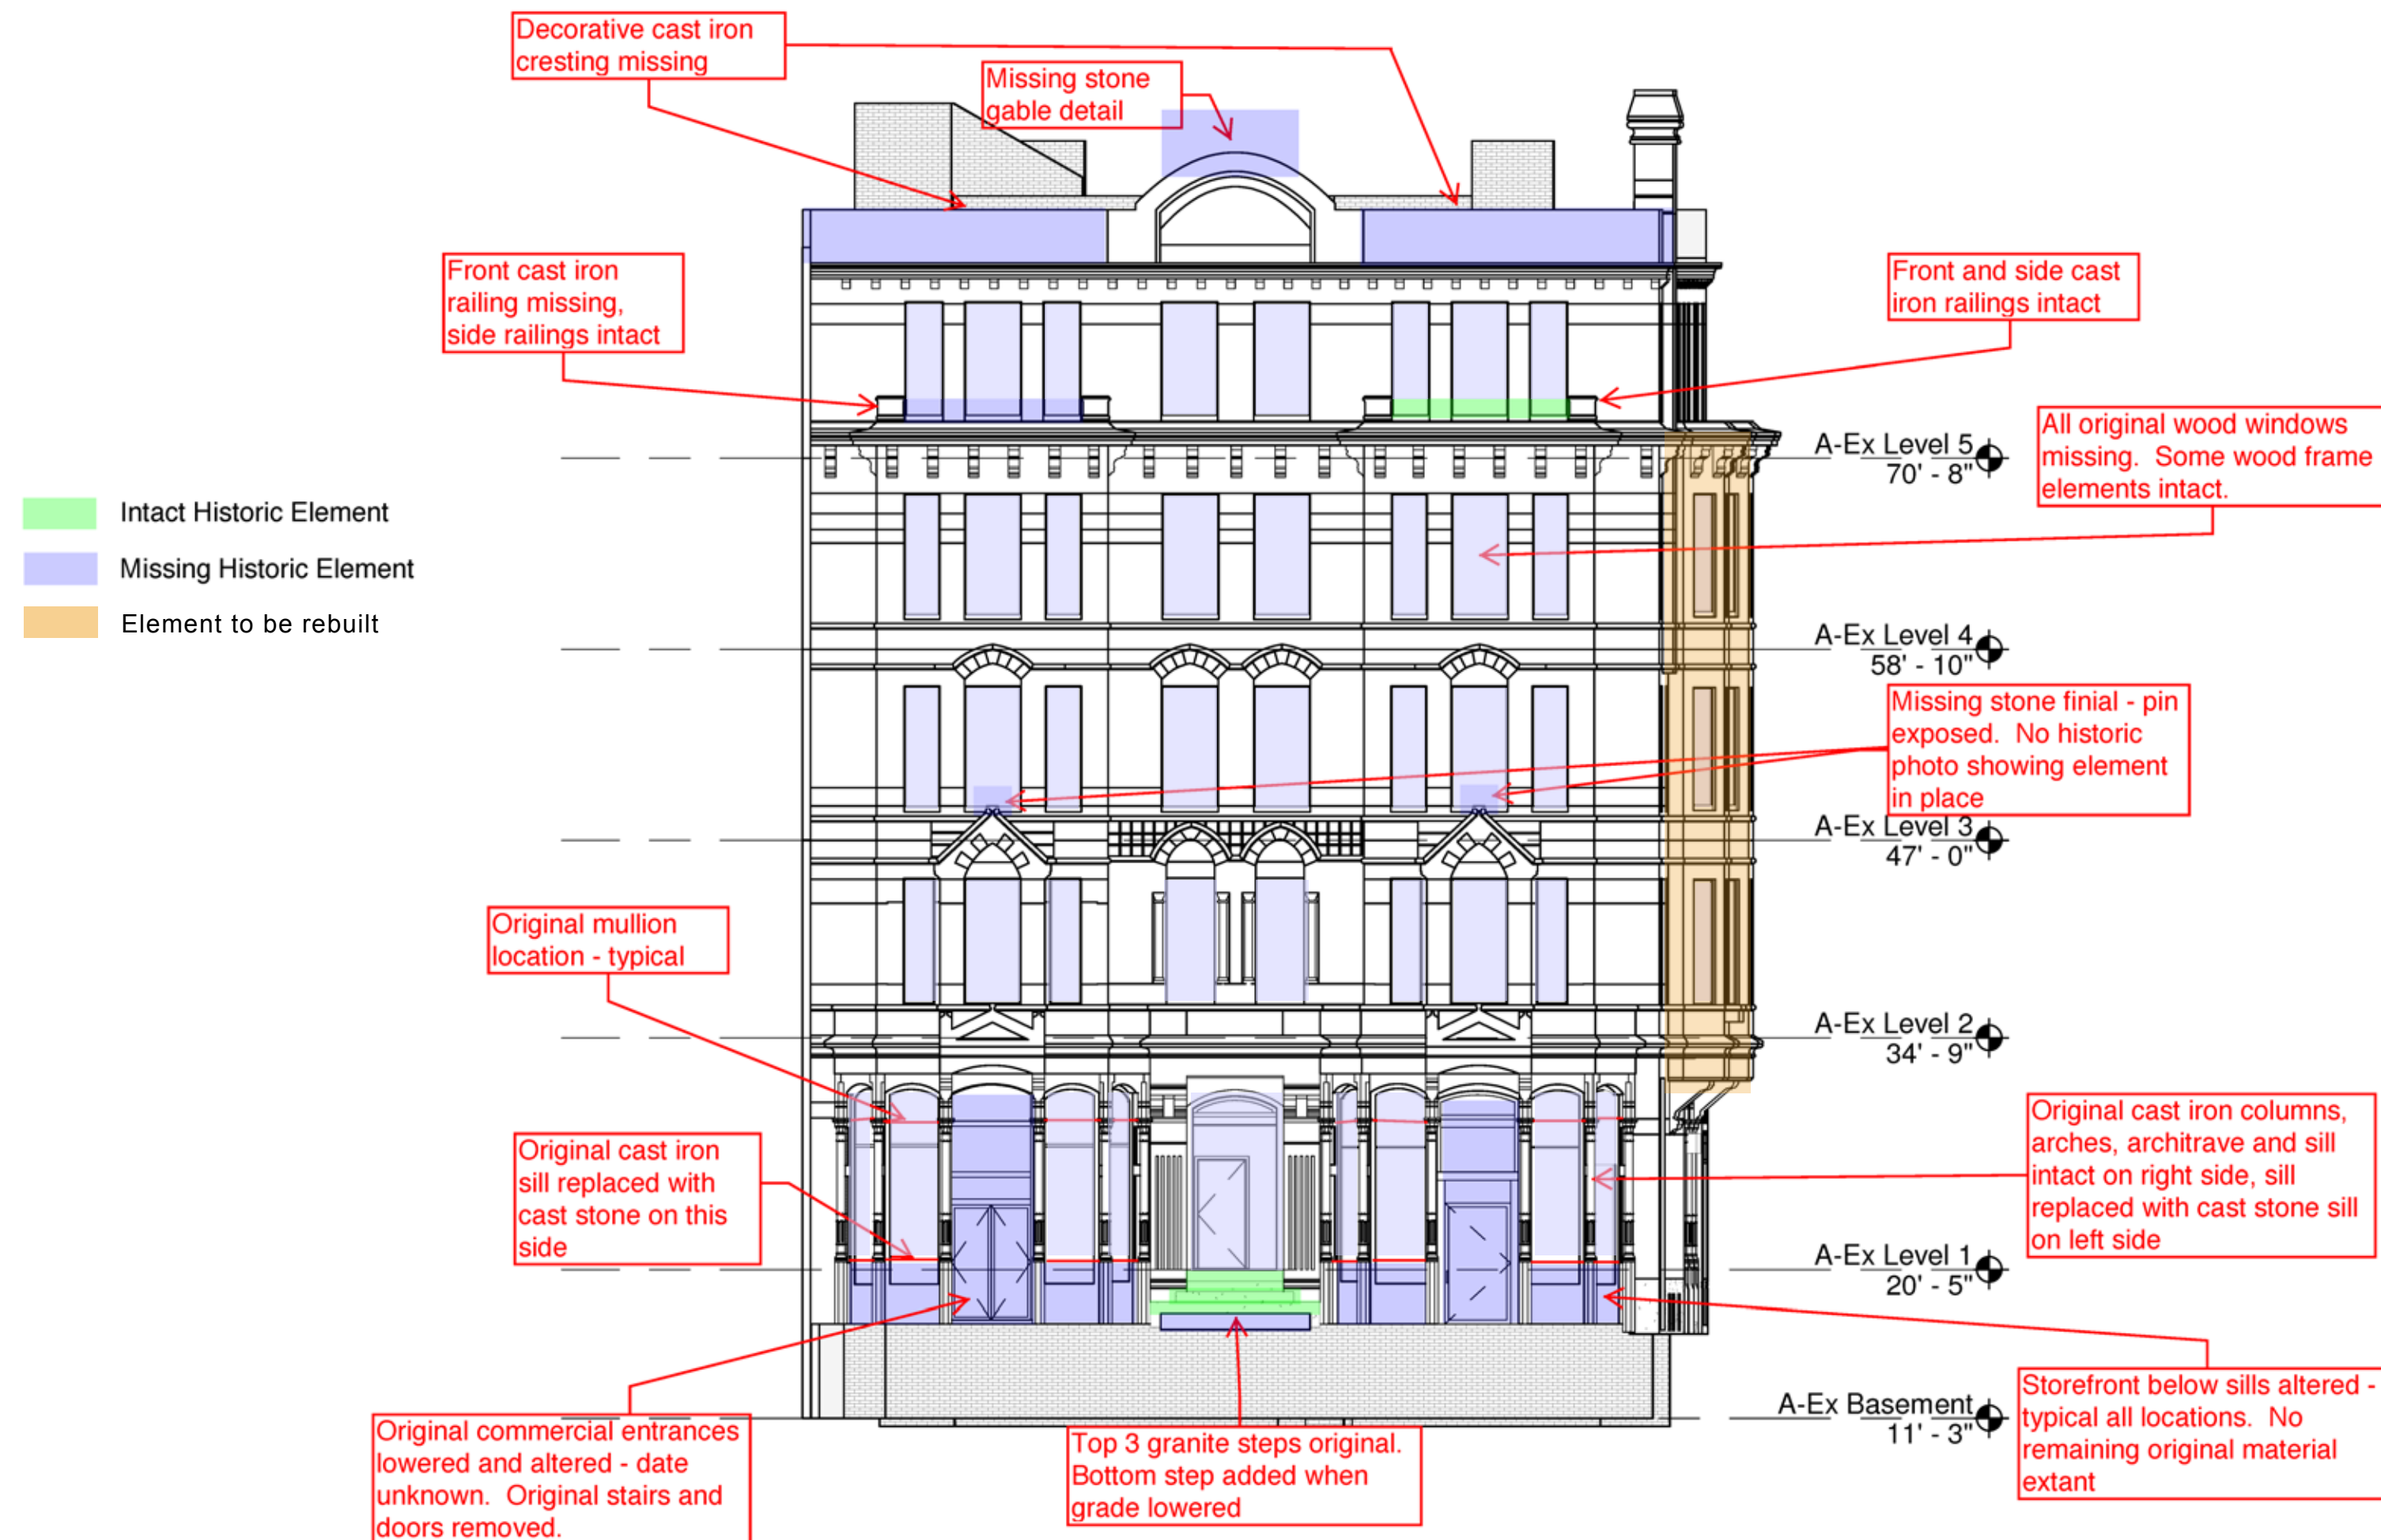 Decorative cast iron
cresting missing
Missing stone
gable detail
Front cast iron
railing missing,
side railings intact
Front and side cast
iron railings intact
All original wood windows
missing.  Some wood frame
elements intact.
A-Ex Level 5
70' - 8"
Intact Historic Element
Missing Historic Element
Element to be rebuilt
A-Ex Level 4
58' - 10"
Missing stone finial - pin
exposed.  No historic
photo showing element
in place
A-Ex Level 3
47' - 0"
Original mullion
location - typical
A-Ex Level 2
34' - 9"
Original cast iron
sill replaced with
cast stone on this
side
Original cast iron columns,
arches, architrave and sill
intact on right side, sill
replaced with cast stone sill
on left side
A-Ex Level 1
20' - 5"
Storefront below sills altered -
typical all locations.  No
remaining original material
extant
A-Ex Basement
11' - 3"
Original commercial entrances
lowered and altered - date
unknown.  Original stairs and
doors removed.
Top 3 granite steps original.
Bottom step added when
grade lowered